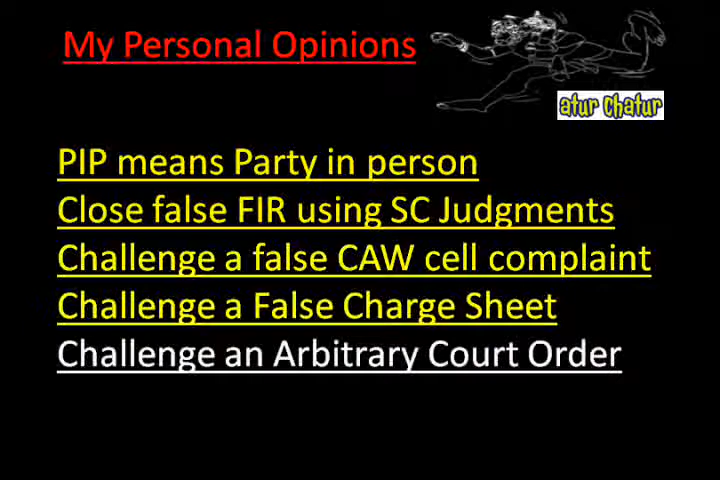 My Personal Opinions
atur chatur
PIP means Party in person
Close false FIR using SC Judgments
Challenge a false CAW cell complaint
Challenge a False Charge Sheet
Challenge an Arbitrary Court Order